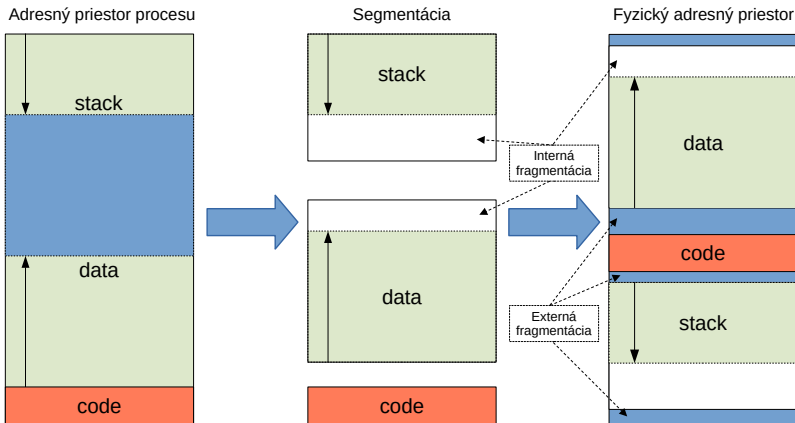 Adresný priestor procesu
Segmentácia
Fyzický adresný priestor
stack
data
code
stack
data
code
Interná
fragmentácia
Externá
fragmentácia
data
code
stack